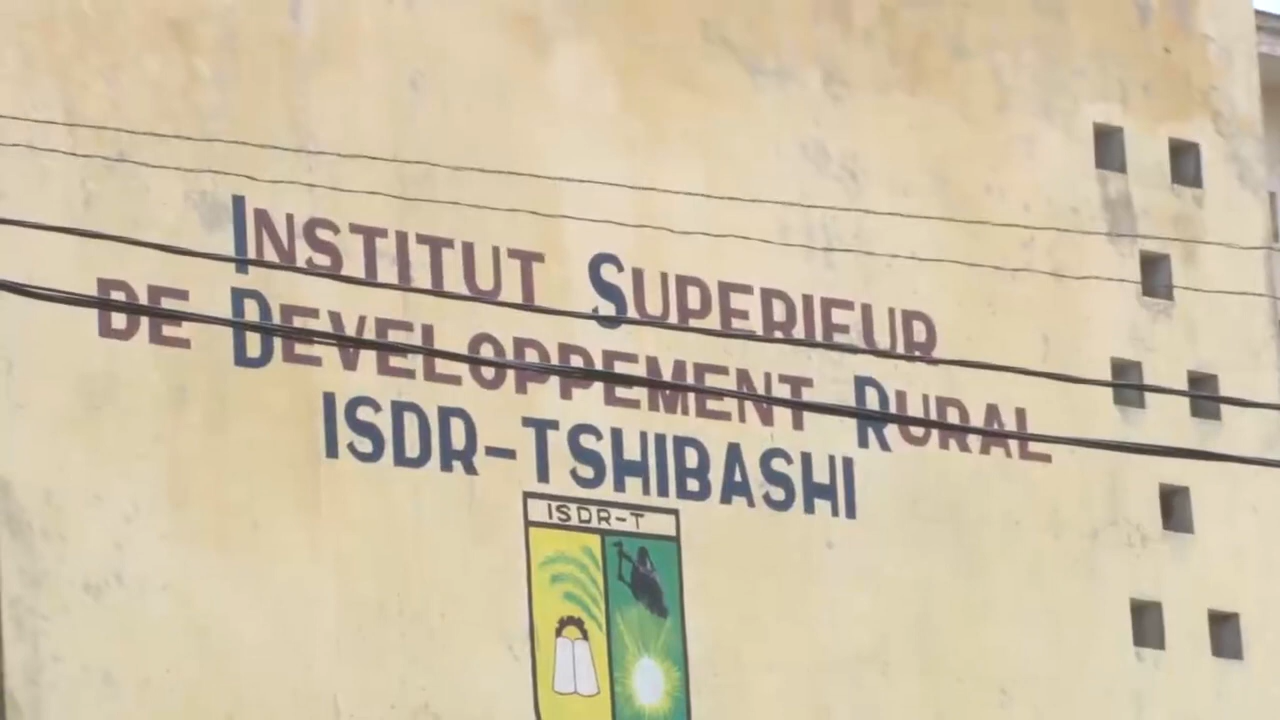 INSTITUT SUPERIEUR
DE DEVELOPPEMENT RURAL
ISDR-TSHIBASHI
ISDR-T